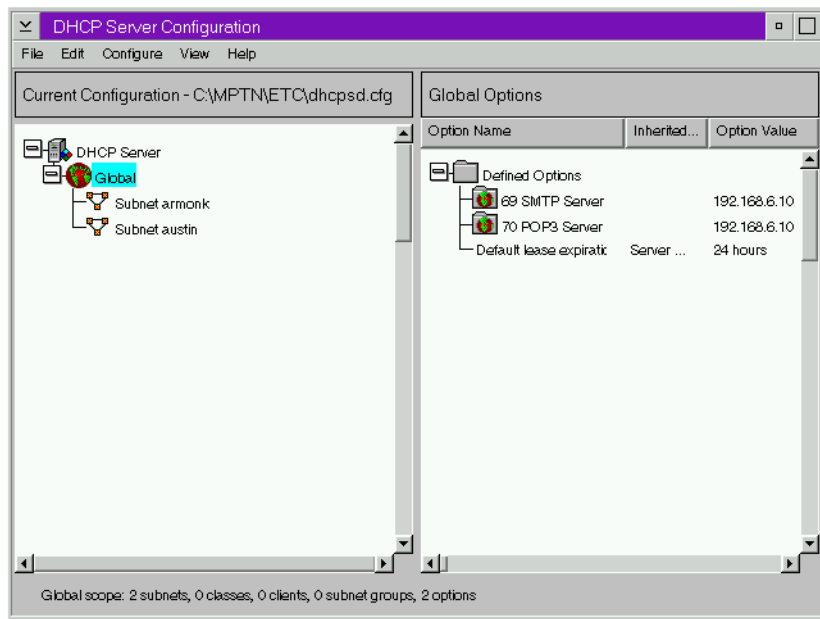 DHCP Server Configuration
File Edit Configure View Help
Current Configuration - C:\MPTN\ETC\dhcpsd.cfg
DHCP Server
Global
Subnet armonk
Subnet austin
Global Options
Option Name Inherited... Option Value
Defined Options
69 SMTP Server 192.168.6.10
70 POP3 Server 192.168.6.10
Default lease expiratic Server ... 24 hours
Global scope: 2 subnets, 0 classes, 0 clients, 0 subnet groups, 2 options